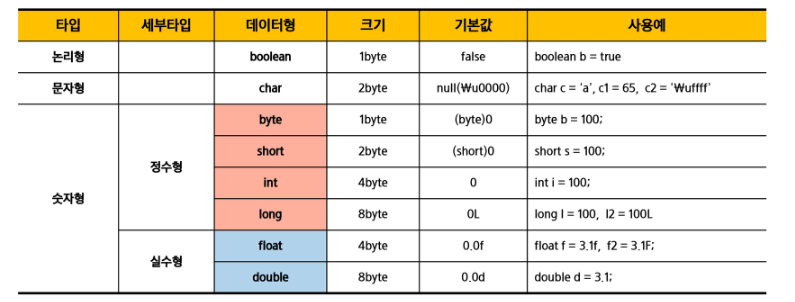 타입 세부타입 데이터형 크기 기본값 사용예
논리형 boolean 1byte false boolean b = true
문자형 char 2byte null(₩u0000) char c = 'a', c1 = 65, c2 = '₩uffff'
숫자형 정수형 byte 1byte (byte)0 byte b = 100;
short 2byte (short)0 short s = 100;
int 4byte 0 int i = 100;
long 8byte 0L long l = 100, l2 = 100L
실수형 float 4byte 0.0f float f = 3.1f, f2 = 3.1F;
double 8byte 0.0d double d = 3.1;